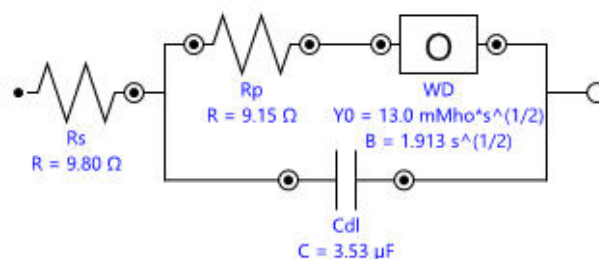 O
Rp
R = 9.15 Ω
WD
Y0 = 13.0 mMho*s^(1/2)
B = 1.913 s^(1/2)
Rs
R = 9.80 Ω
Cdl
C = 3.53 µF